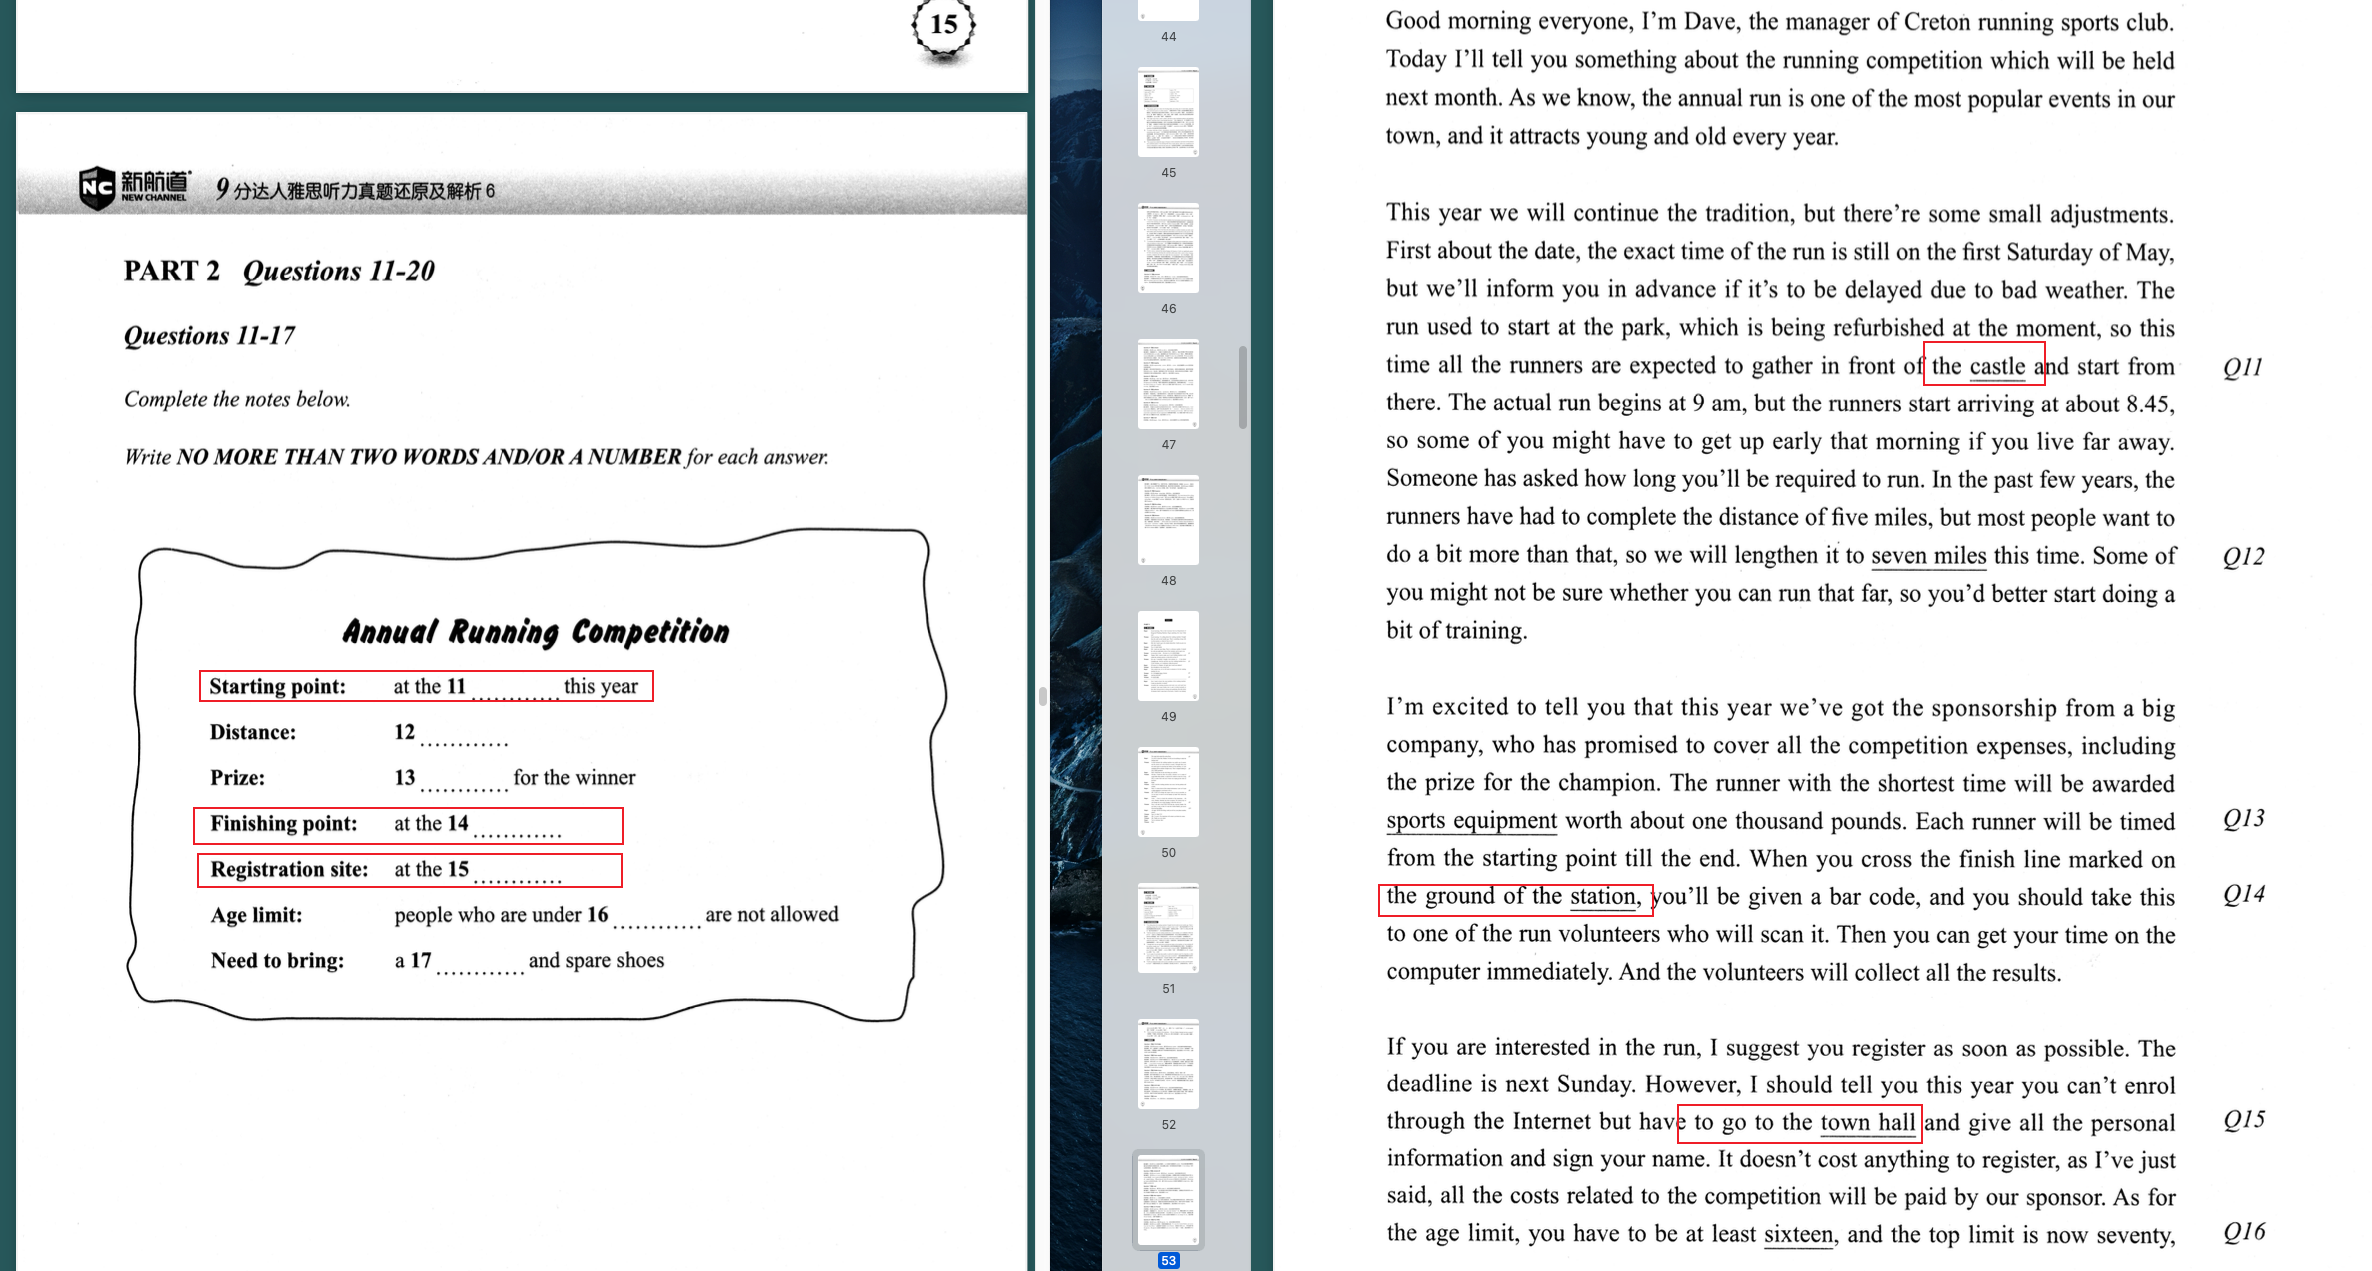 15
NC 新航道 NEW CHANNEL 9分达人雅思听力真题还原及解析 6
PART 2 Questions 11-20
Questions 11-17
Complete the notes below.
Write NO MORE THAN TWO WORDS AND/OR A NUMBER for each answer.
Annual Running Competition
Starting point: at the 11 ............ this year
Distance: 12 ............
Prize: 13 ............ for the winner
Finishing point: at the 14 ............
Registration site: at the 15 ............
Age limit: people who are under 16 ............ are not allowed
Need to bring: a 17 ............ and spare shoes
44
45
46
47
48
49
50
51
52
53
Good morning everyone, I'm Dave, the manager of Creton running sports club.
Today I'll tell you something about the running competition which will be held
next month. As we know, the annual run is one of the most popular events in our
town, and it attracts young and old every year.
This year we will continue the tradition, but there're some small adjustments.
First about the date, the exact time of the run is still on the first Saturday of May,
but we'll inform you in advance if it's to be delayed due to bad weather. The
run used to start at the park, which is being refurbished at the moment, so this
time all the runners are expected to gather in front of the castle and start from Q11
there. The actual run begins at 9 am, but the runners start arriving at about 8.45,
so some of you might have to get up early that morning if you live far away.
Someone has asked how long you'll be required to run. In the past few years, the
runners have had to complete the distance of five miles, but most people want to
do a bit more than that, so we will lengthen it to seven miles this time. Some of Q12
you might not be sure whether you can run that far, so you'd better start doing a
bit of training.
I'm excited to tell you that this year we've got the sponsorship from a big
company, who has promised to cover all the competition expenses, including
the prize for the champion. The runner with the shortest time will be awarded
sports equipment worth about one thousand pounds. Each runner will be timed Q13
from the starting point till the end. When you cross the finish line marked on
the ground of the station, you'll be given a bar code, and you should take this Q14
to one of the run volunteers who will scan it. Then you can get your time on the
computer immediately. And the volunteers will collect all the results.
If you are interested in the run, I suggest you register as soon as possible. The
deadline is next Sunday. However, I should tell you this year you can't enrol
through the Internet but have to go to the town hall and give all the personal Q15
information and sign your name. It doesn't cost anything to register, as I've just
said, all the costs related to the competition will be paid by our sponsor. As for
the age limit, you have to be at least sixteen, and the top limit is now seventy, Q16